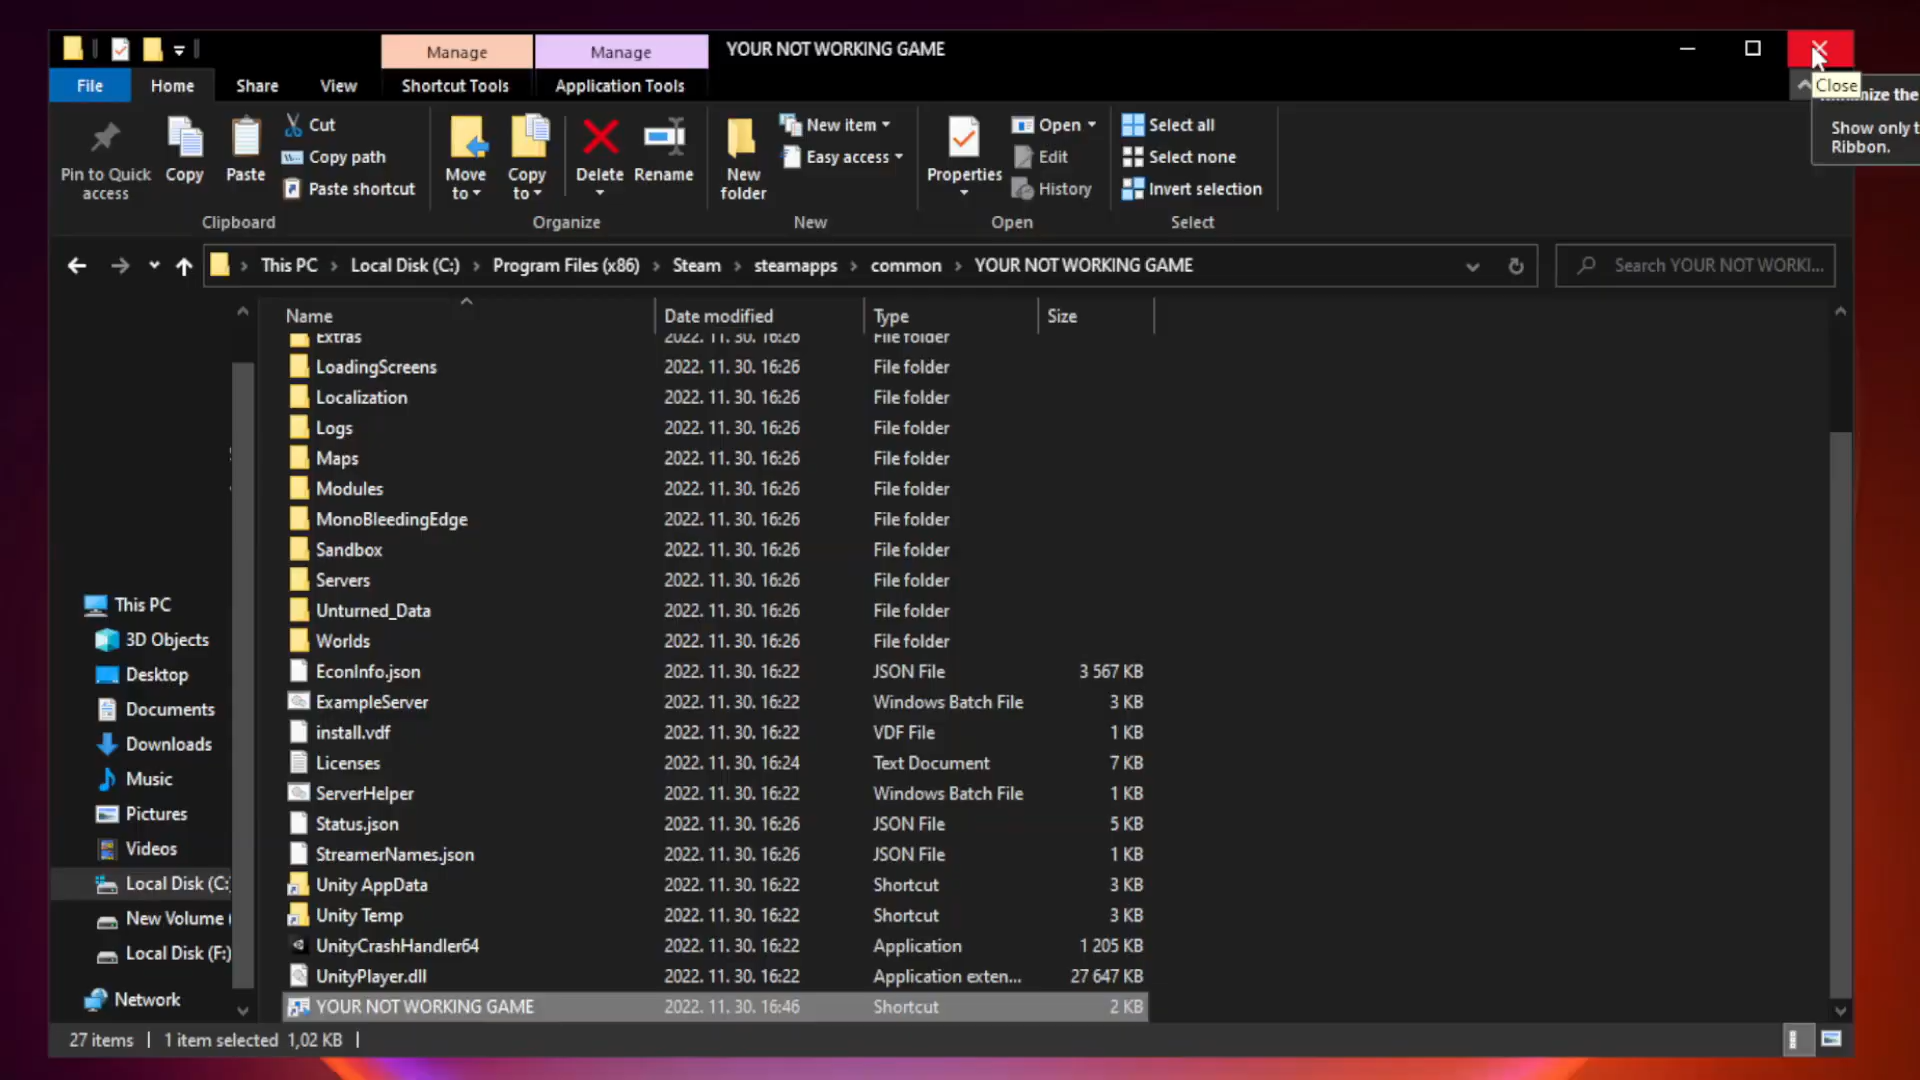 Manage
Manage
YOUR NOT WORKING GAME
File
Home
Share
View
Shortcut Tools
Application Tools
Close
the
Show only
Ribbon.
Pin to Quick access
Copy
Paste
Cut
Copy path
Paste shortcut
Clipboard
Move to
Copy to
Delete
Rename
Organize
New folder
New item
Easy access
New
Properties
Open
Edit
History
Open
Select all
Select none
Invert selection
Select
This PC > Local Disk (C:) > Program Files (x86) > Steam > steamapps > common > YOUR NOT WORKING GAME
Search YOUR NOT WORKI...
Name Date modified Type Size
Extras 2022. 11. 30. 16:26 File folder
LoadingScreens 2022. 11. 30. 16:26 File folder
Localization 2022. 11. 30. 16:26 File folder
Logs 2022. 11. 30. 16:26 File folder
Maps 2022. 11. 30. 16:26 File folder
Modules 2022. 11. 30. 16:26 File folder
MonoBleedingEdge 2022. 11. 30. 16:26 File folder
Sandbox 2022. 11. 30. 16:26 File folder
Servers 2022. 11. 30. 16:26 File folder
Unturned_Data 2022. 11. 30. 16:26 File folder
Worlds 2022. 11. 30. 16:26 File folder
EconInfo.json 2022. 11. 30. 16:22 JSON File 3 567 KB
ExampleServer 2022. 11. 30. 16:22 Windows Batch File 3 KB
install.vdf 2022. 11. 30. 16:22 VDF File 1 KB
Licenses 2022. 11. 30. 16:24 Text Document 7 KB
ServerHelper 2022. 11. 30. 16:22 Windows Batch File 1 KB
Status.json 2022. 11. 30. 16:26 JSON File 5 KB
StreamerNames.json 2022. 11. 30. 16:26 JSON File 1 KB
Unity AppData 2022. 11. 30. 16:22 Shortcut 3 KB
Unity Temp 2022. 11. 30. 16:22 Shortcut 3 KB
UnityCrashHandler64 2022. 11. 30. 16:22 Application 1 205 KB
UnityPlayer.dll 2022. 11. 30. 16:22 Application exten... 27 647 KB
YOUR NOT WORKING GAME 2022. 11. 30. 16:46 Shortcut 2 KB
This PC
3D Objects
Desktop
Documents
Downloads
Music
Pictures
Videos
Local Disk (C:
New Volume (
Local Disk (F:)
Network
27 items
1 item selected 1,02 KB